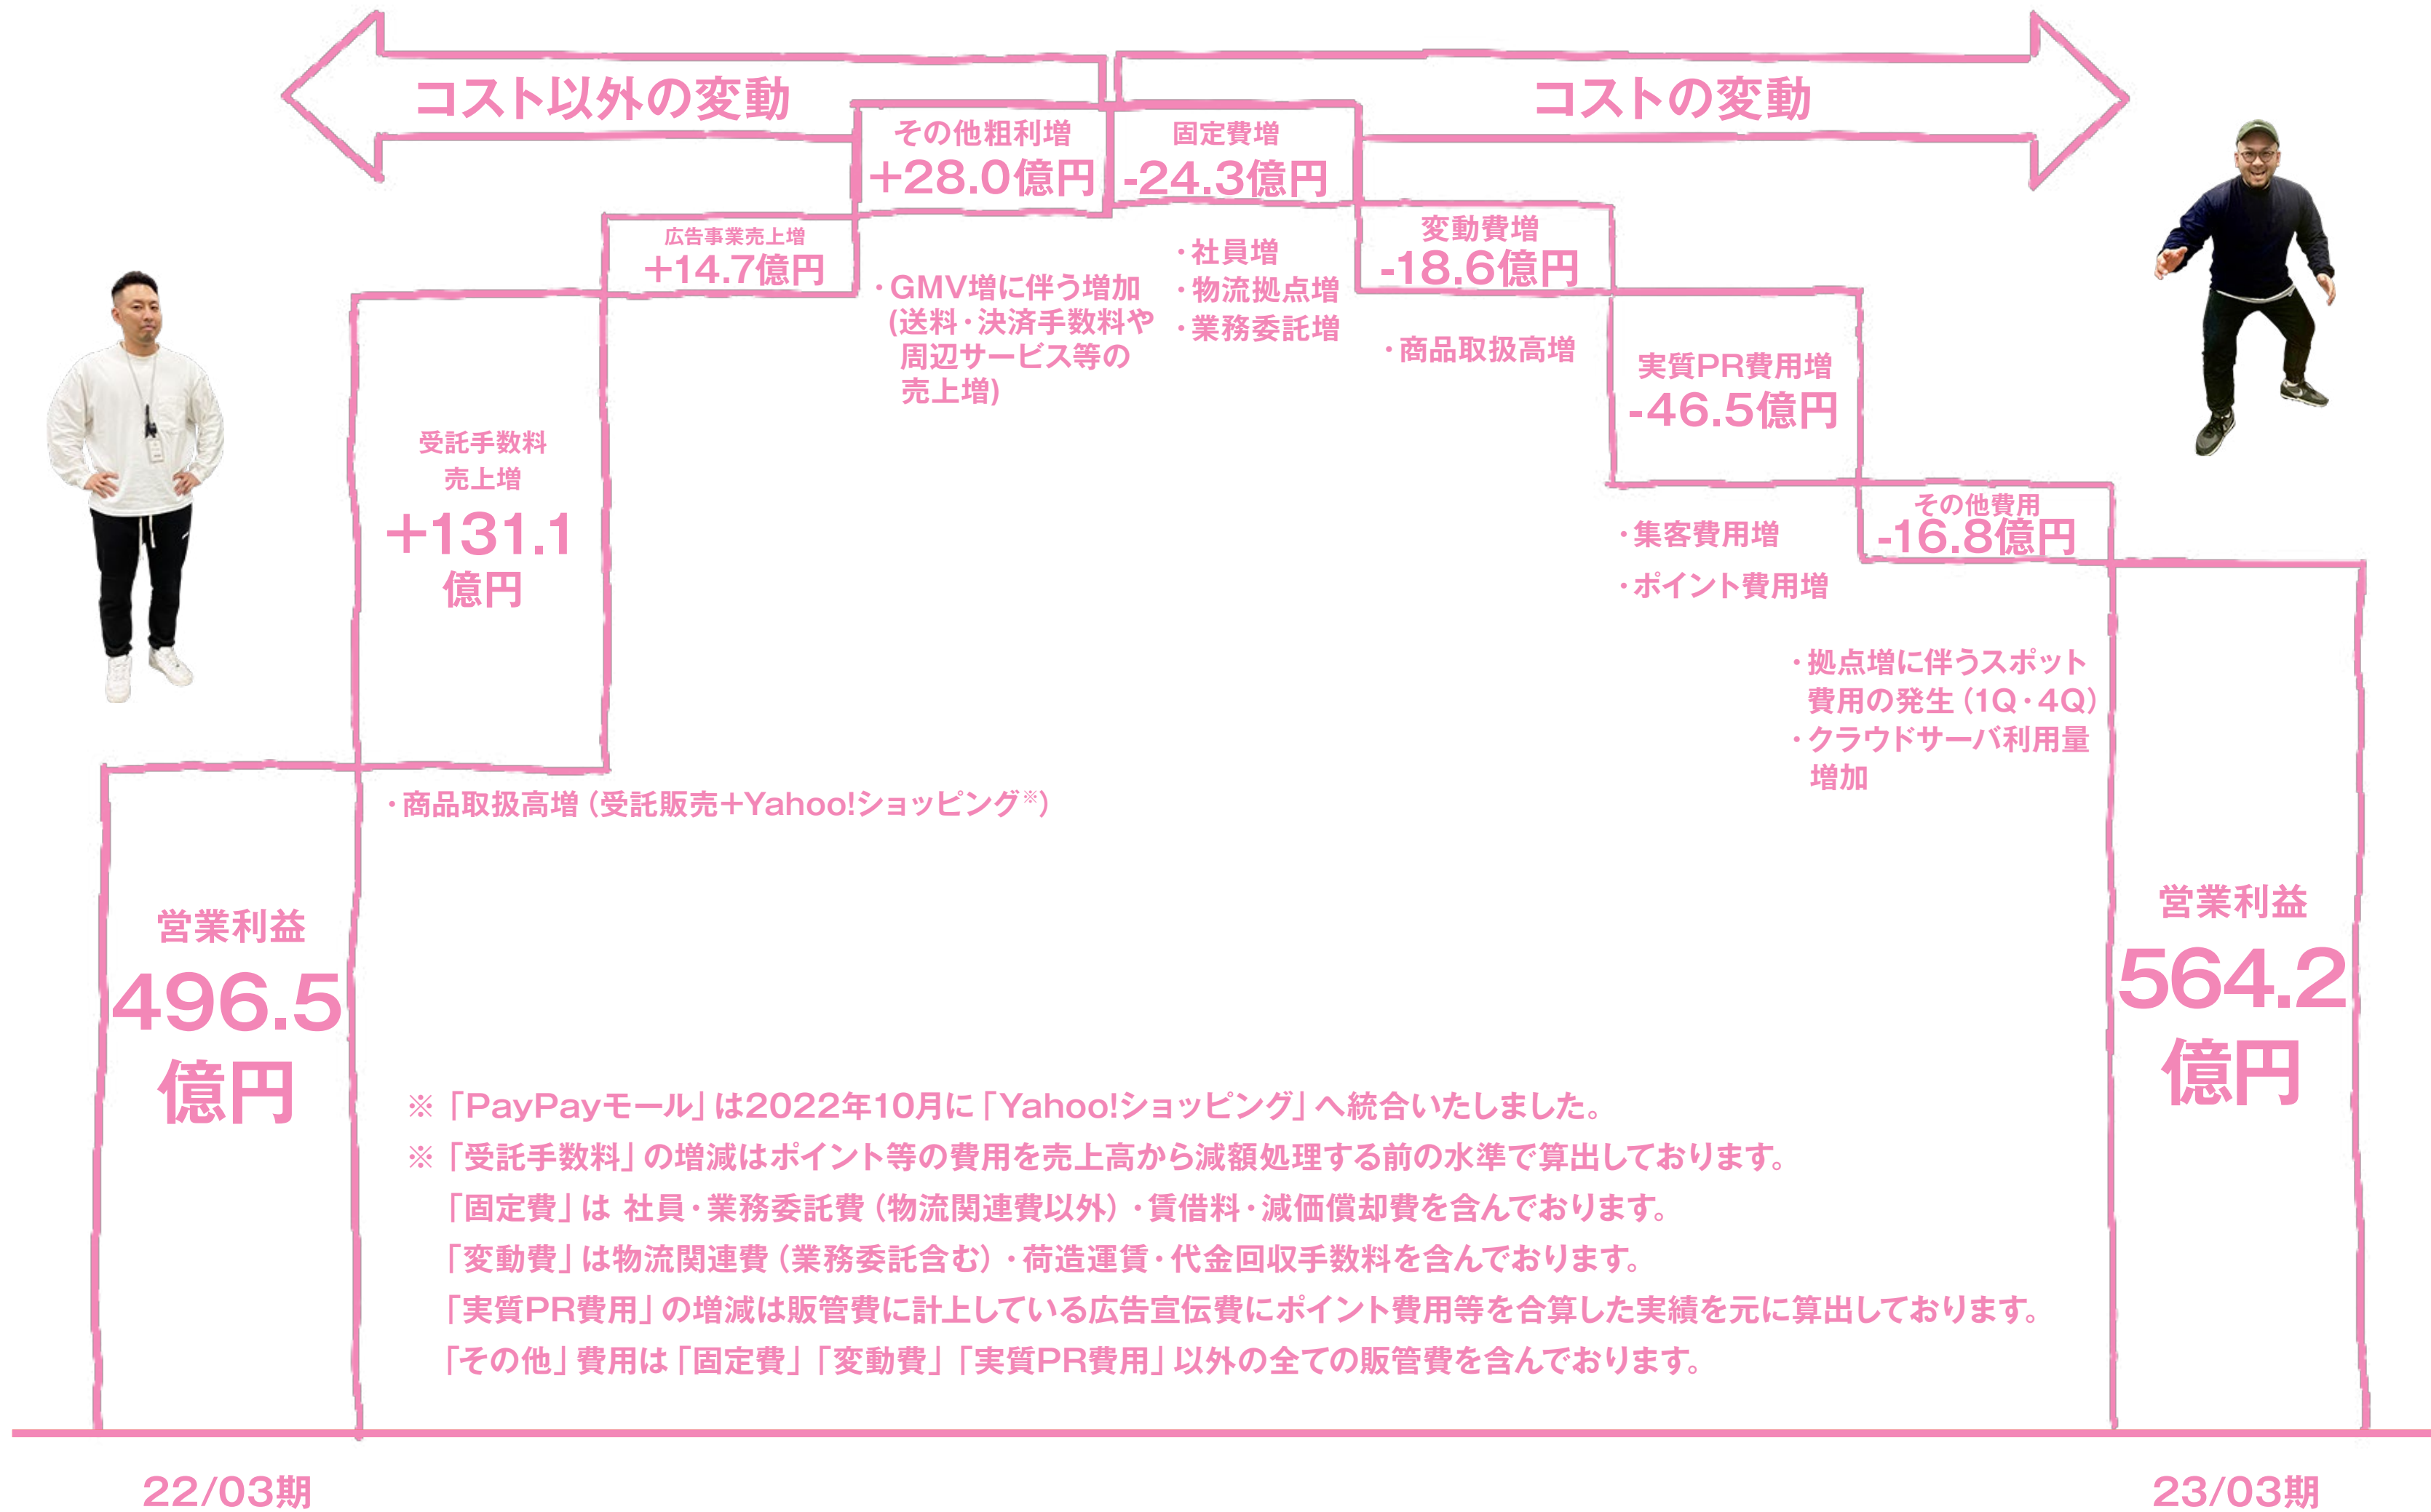 コスト以外の変動
コストの変動
その他粗利増
+28.0億円
固定費増
-24.3億円
広告事業売上増
+14.7億円
変動費増
-18.6億円
・GMV増に伴う増加
(送料・決済手数料や
周辺サービス等の
売上増)
・社員増
・物流拠点増
・業務委託増
・商品取扱高増
実質PR費用増
-46.5億円
受託手数料
売上増
+131.1
億円
・集客費用増
・ポイント費用増
その他費用
-16.8億円
・拠点増に伴うスポット
費用の発生（1Q・4Q）
・クラウドサーバ利用量
増加
・商品取扱高増（受託販売+Yahoo!ショッピング※）
営業利益
496.5
億円
営業利益
564.2
億円
※「PayPayモール」は2022年10月に「Yahoo!ショッピング」へ統合いたしました。
※「受託手数料」の増減はポイント等の費用を売上高から減額処理する前の水準で算出しております。
「固定費」は 社員・業務委託費（物流関連費以外）・賃借料・減価償却費を含んでおります。
「変動費」は物流関連費（業務委託含む）・荷造運賃・代金回収手数料を含んでおります。
「実質PR費用」の増減は販管費に計上している広告宣伝費にポイント費用等を合算した実績を元に算出しております。
「その他」費用は「固定費」「変動費」「実質PR費用」以外の全ての販管費を含んでおります。
22/03期
23/03期